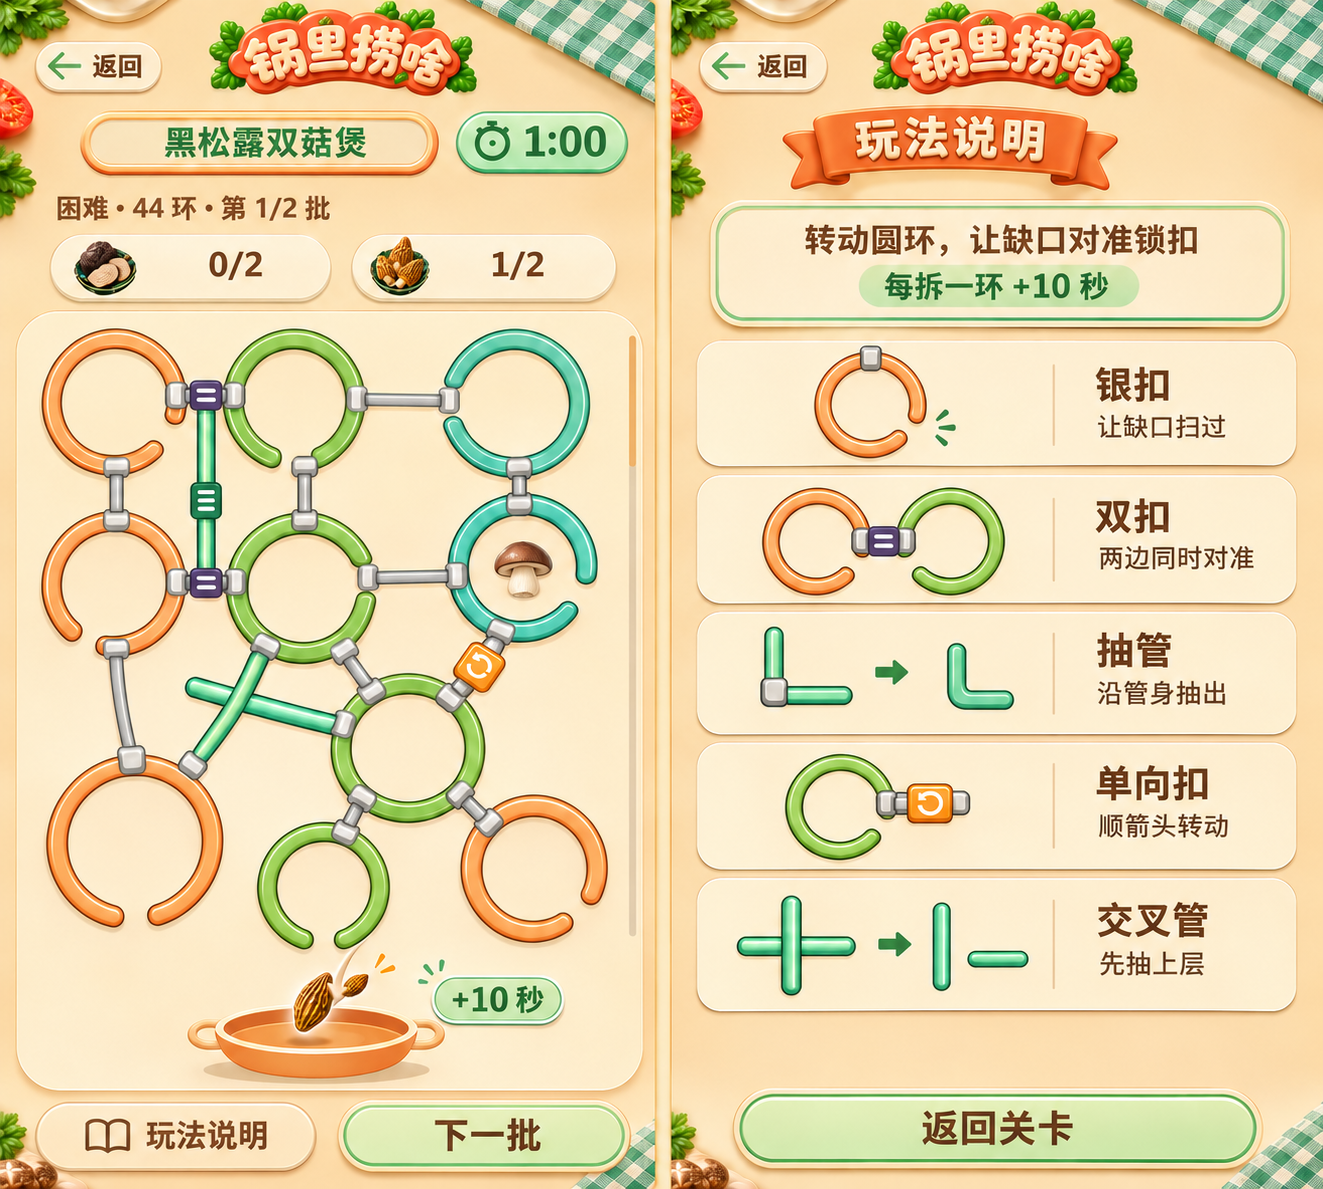 返回
锅里捞啥
黑松露双菇煲
1:00
困难·44 环·第 1/2 批
0/2
1/2
+10 秒
玩法说明
下一批
返回
锅里捞啥
玩法说明
转动圆环，让缺口对准锁扣
每拆一环 +10 秒
银扣
让缺口扫过
双扣
两边同时对准
抽管
沿管身抽出
单向扣
顺箭头转动
交叉管
先抽上层
返回关卡